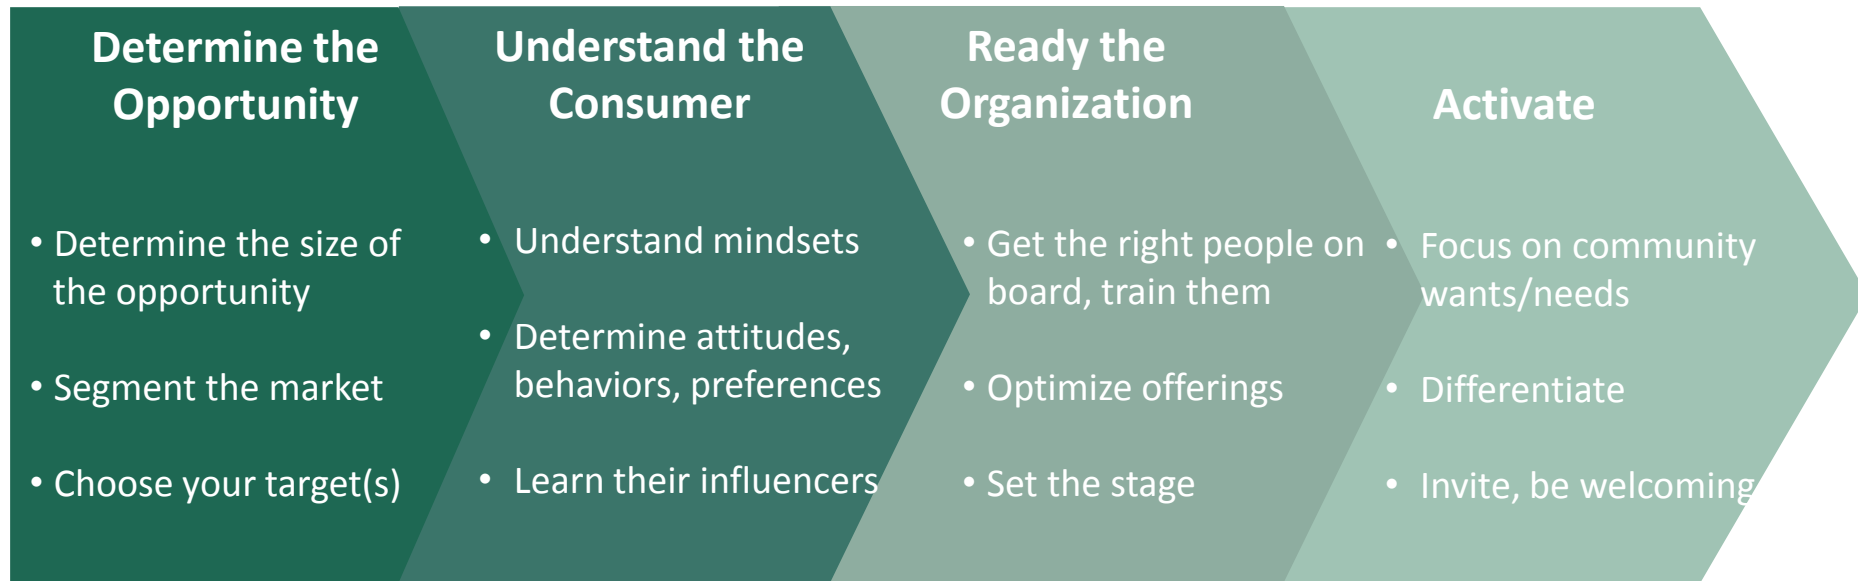 Determine the
Opportunity
• Determine the size of
the opportunity
• Segment the market
• Choose your target(s)
Understand the
Consumer
• Understand mindsets
• Determine attitudes,
behaviors, preferences
• Learn their influencers
Ready the
Organization
• Get the right people on
board, train them
• Optimize offerings
• Set the stage
Activate
• Focus on community
wants/needs
• Differentiate
• Invite, be welcoming